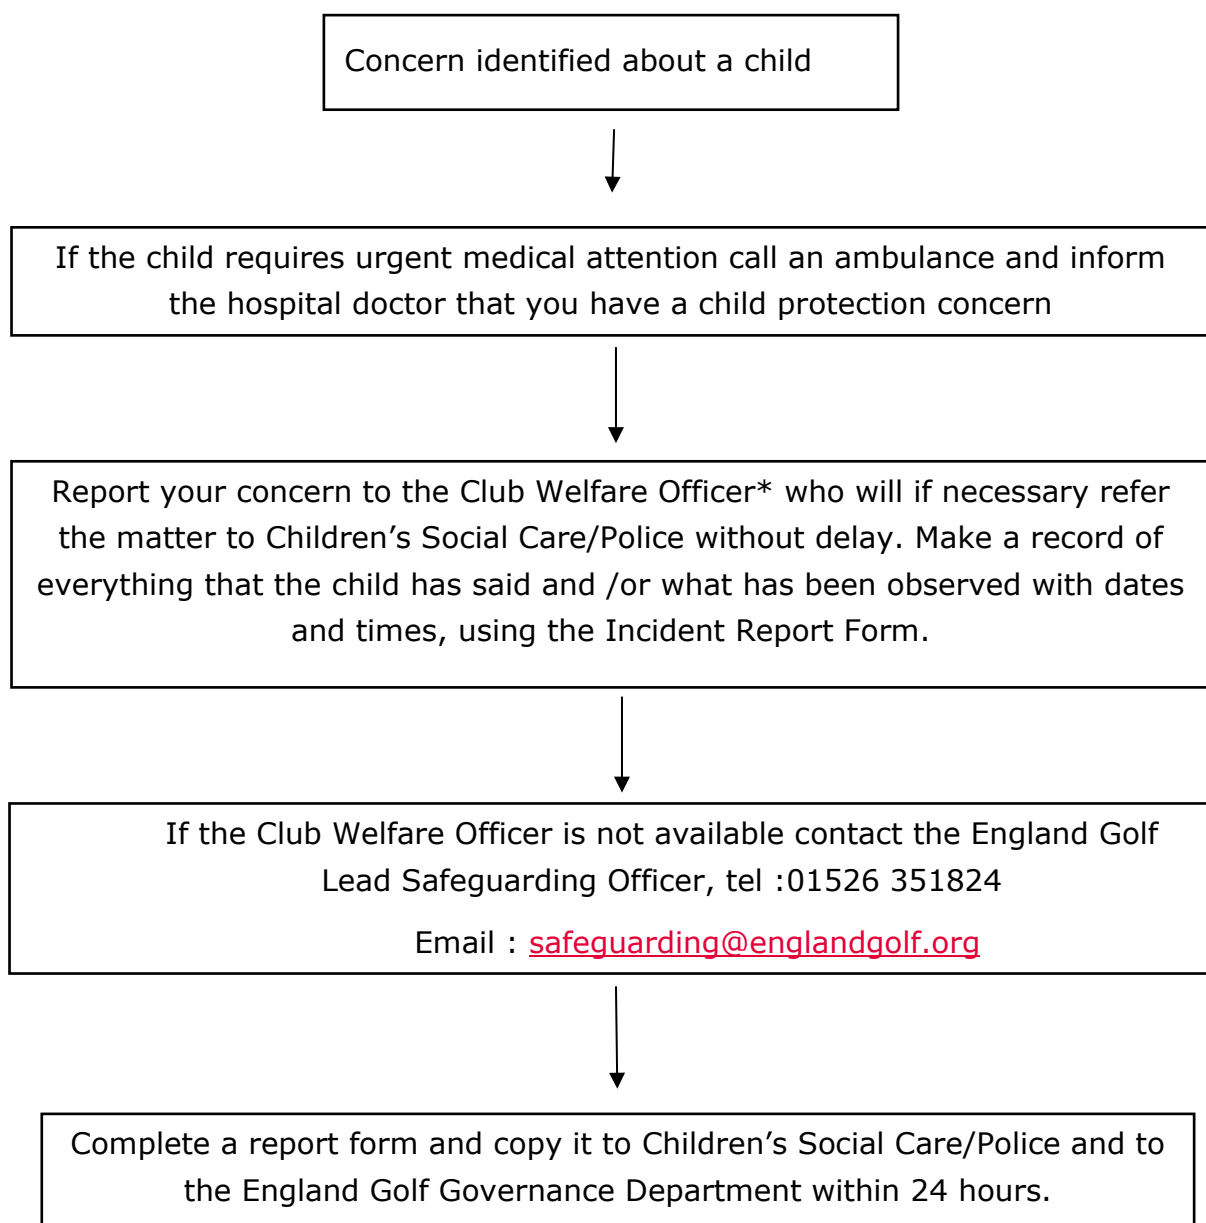 Concern identified about a child
If the child requires urgent medical attention call an ambulance and inform
the hospital doctor that you have a child protection concern
Report your concern to the Club Welfare Officer* who will if necessary refer
the matter to Children’s Social Care/Police without delay. Make a record of
everything that the child has said and /or what has been observed with dates
and times, using the Incident Report Form.
If the Club Welfare Officer is not available contact the England Golf
Lead Safeguarding Officer, tel :01526 351824
Email : safeguarding@englandgolf.org
Complete a report form and copy it to Children’s Social Care/Police and to
the England Golf Governance Department within 24 hours.